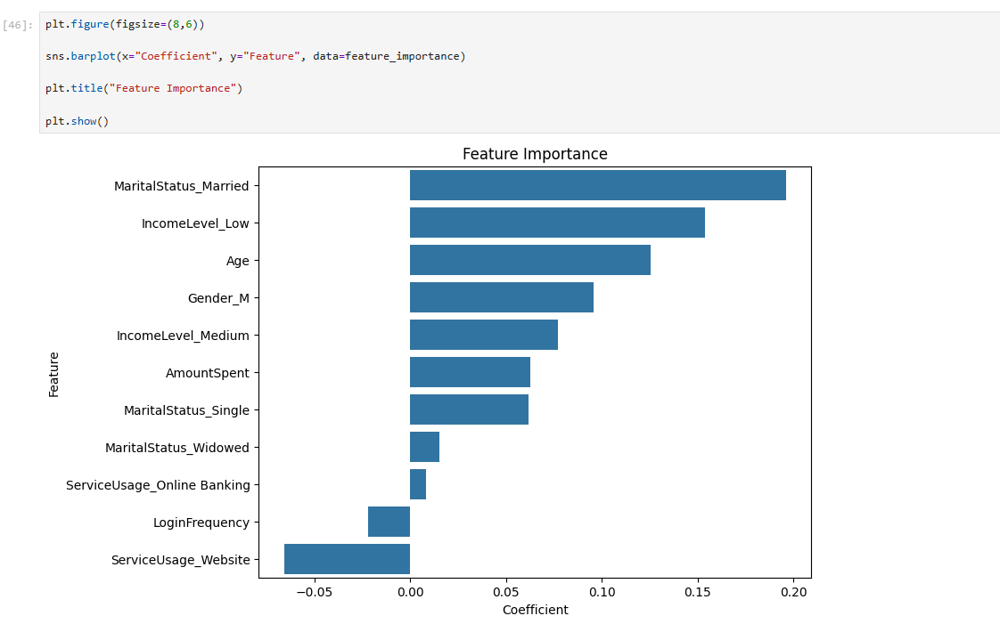 [46]:
plt.figure(figsize=(8,6))
sns.barplot(x="Coefficient", y="Feature", data=feature_importance)
plt.title("Feature Importance")
plt.show()
Feature Importance
MaritalStatus_Married
IncomeLevel_Low
Age
Gender_M
IncomeLevel_Medium
AmountSpent
MaritalStatus_Single
MaritalStatus_Widowed
ServiceUsage_Online Banking
LoginFrequency
ServiceUsage_Website
Feature
−0.05 0.00 0.05 0.10 0.15 0.20
Coefficient